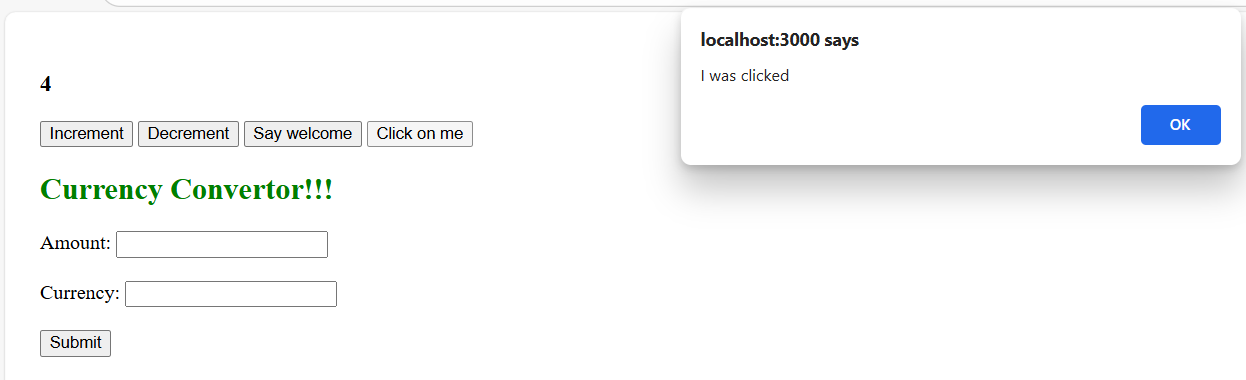 localhost:3000 says
I was clicked
OK
4
Increment Decrement Say welcome Click on me
Currency Convertor!!!
Amount:
Currency:
Submit